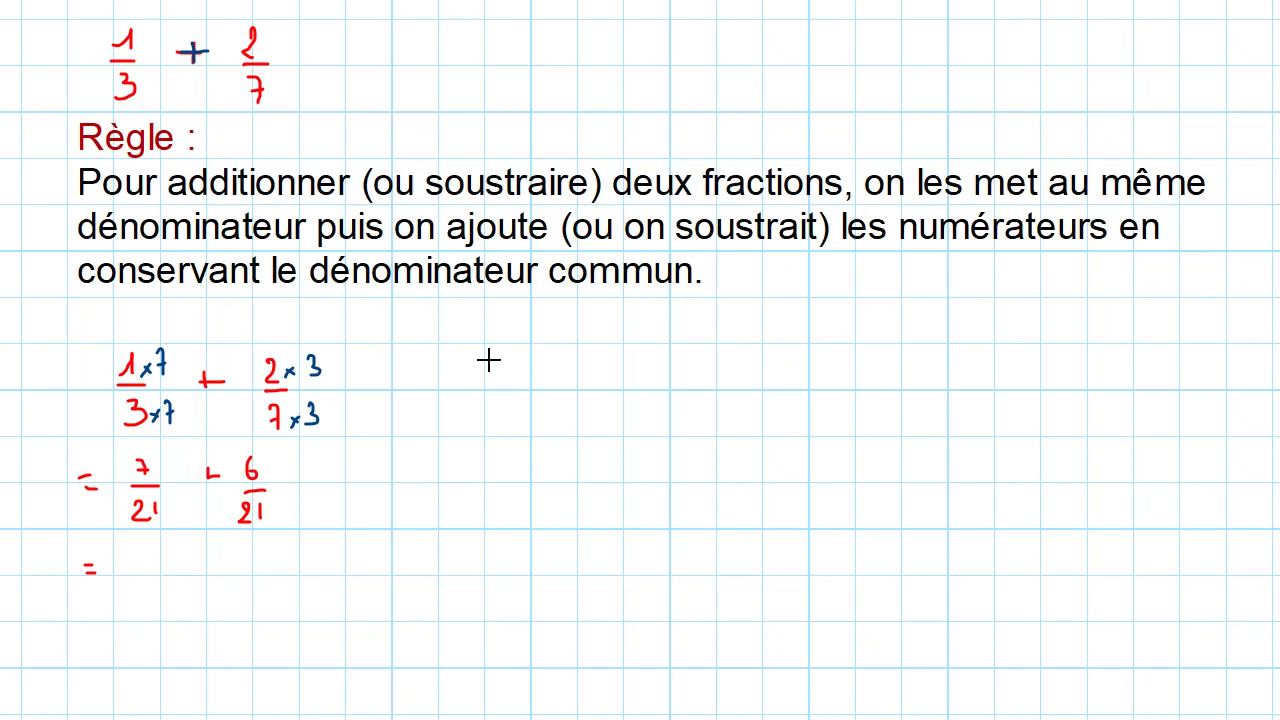 1/3 + 2/7
Règle :
Pour additionner (ou soustraire) deux fractions, on les met au même
dénominateur puis on ajoute (ou on soustrait) les numérateurs en
conservant le dénominateur commun.
1×7/3×7 + 2×3/7×3
= 7/21 + 6/21
=